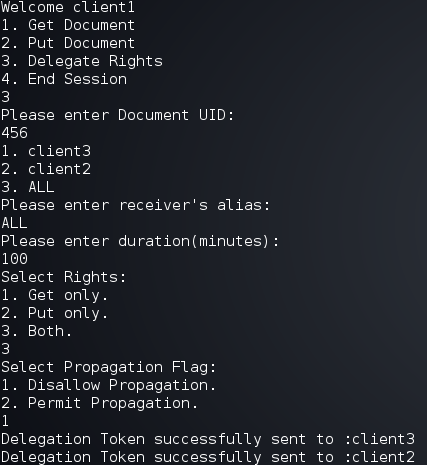 Welcome client1
1. Get Document
2. Put Document
3. Delegate Rights
4. End Session
3
Please enter Document UID:
456
1. client3
2. client2
3. ALL
Please enter receiver's alias:
ALL
Please enter duration(minutes):
100
Select Rights:
1. Get only.
2. Put only.
3. Both.
3
Select Propagation Flag:
1. Disallow Propagation.
2. Permit Propagation.
1
Delegation Token successfully sent to :client3
Delegation Token successfully sent to :client2